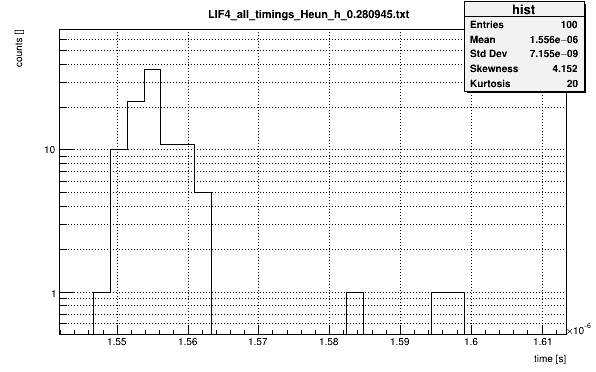 LIF4_all_timings_Heun_h_0.280945.txt
hist
Entries 100
Mean 1.556e−06
Std Dev 7.155e−09
Skewness 4.152
Kurtosis 20
counts []
10
1
1.55 1.56 1.57 1.58 1.59 1.6 1.61
×10⁻⁶
time [s]